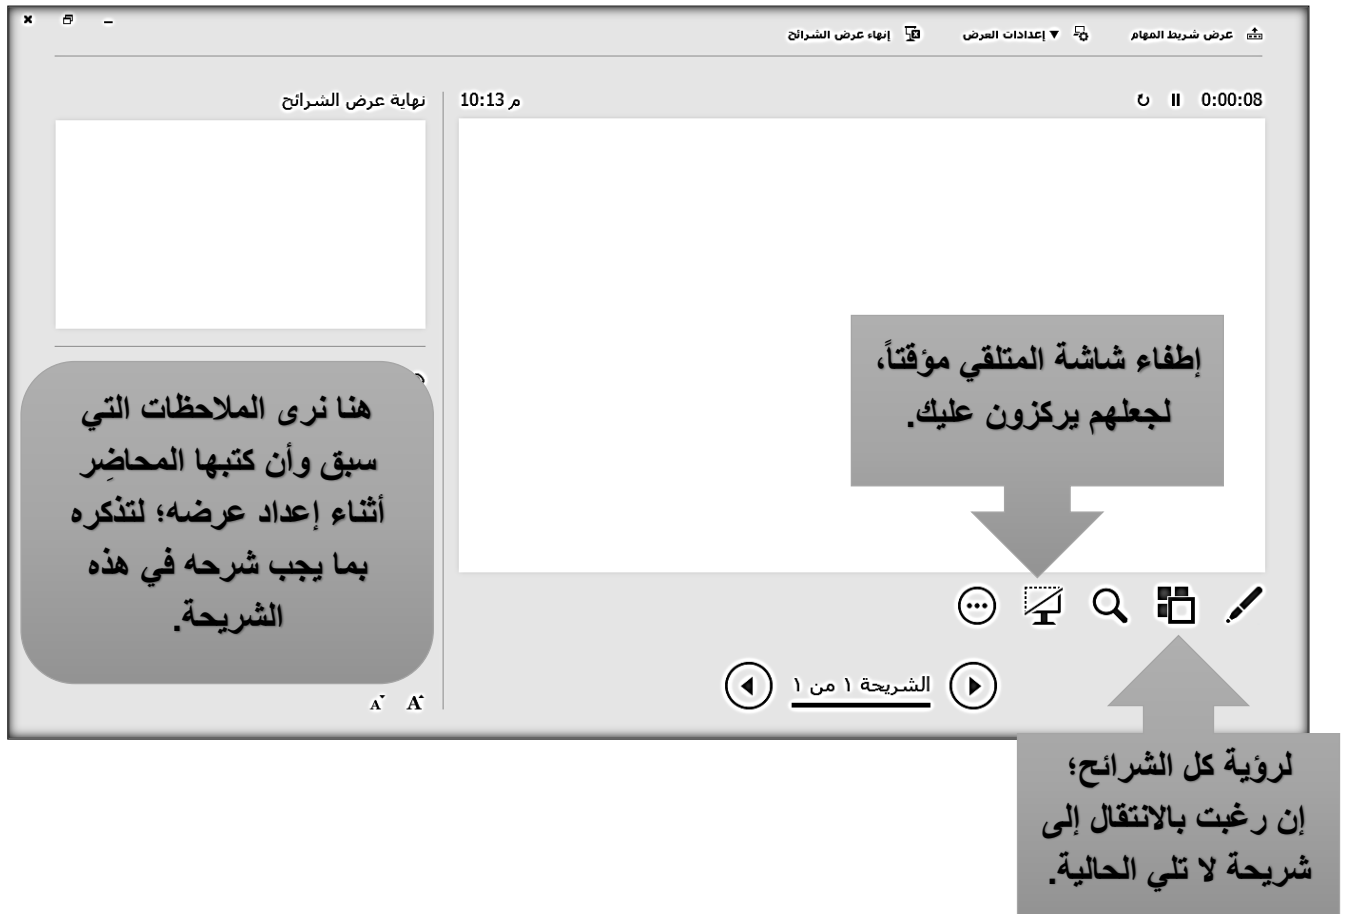 عرض شريط المهام
إعدادات العرض ▼
إنهاء عرض الشرائح
0:00:08
10:13 م
نهاية عرض الشرائح
إطفاء شاشة المتلقي مؤقتاً،
لجعلهم يركزون عليك.
هنا نرى الملاحظات التي
سبق وأن كتبها المحاضِر
أثناء إعداد عرضه؛ لتذكره
بما يجب شرحه في هذه
الشريحة.
الشريحة ١ من ١
A A
لرؤية كل الشرائح؛
إن رغبت بالانتقال إلى
شريحة لا تلي الحالية.